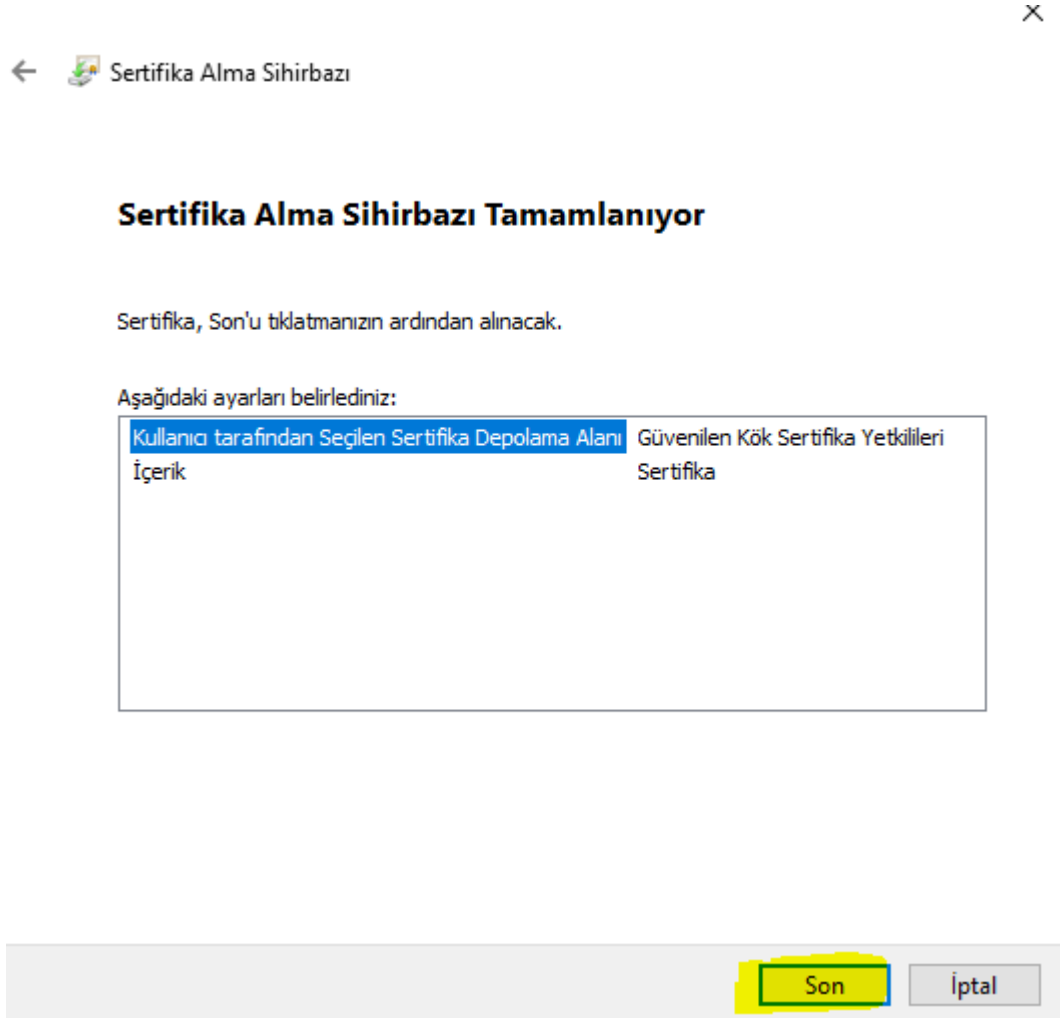 Sertifika Alma Sihirbazı
Sertifika Alma Sihirbazı Tamamlanıyor
Sertifika, Son'u tıklatmanızın ardından alınacak.
Aşağıdaki ayarları belirlediniz:
Kullanıcı tarafından Seçilen Sertifika Depolama Alanı Güvenilen Kök Sertifika Yetkilileri
İçerik Sertifika
Son İptal